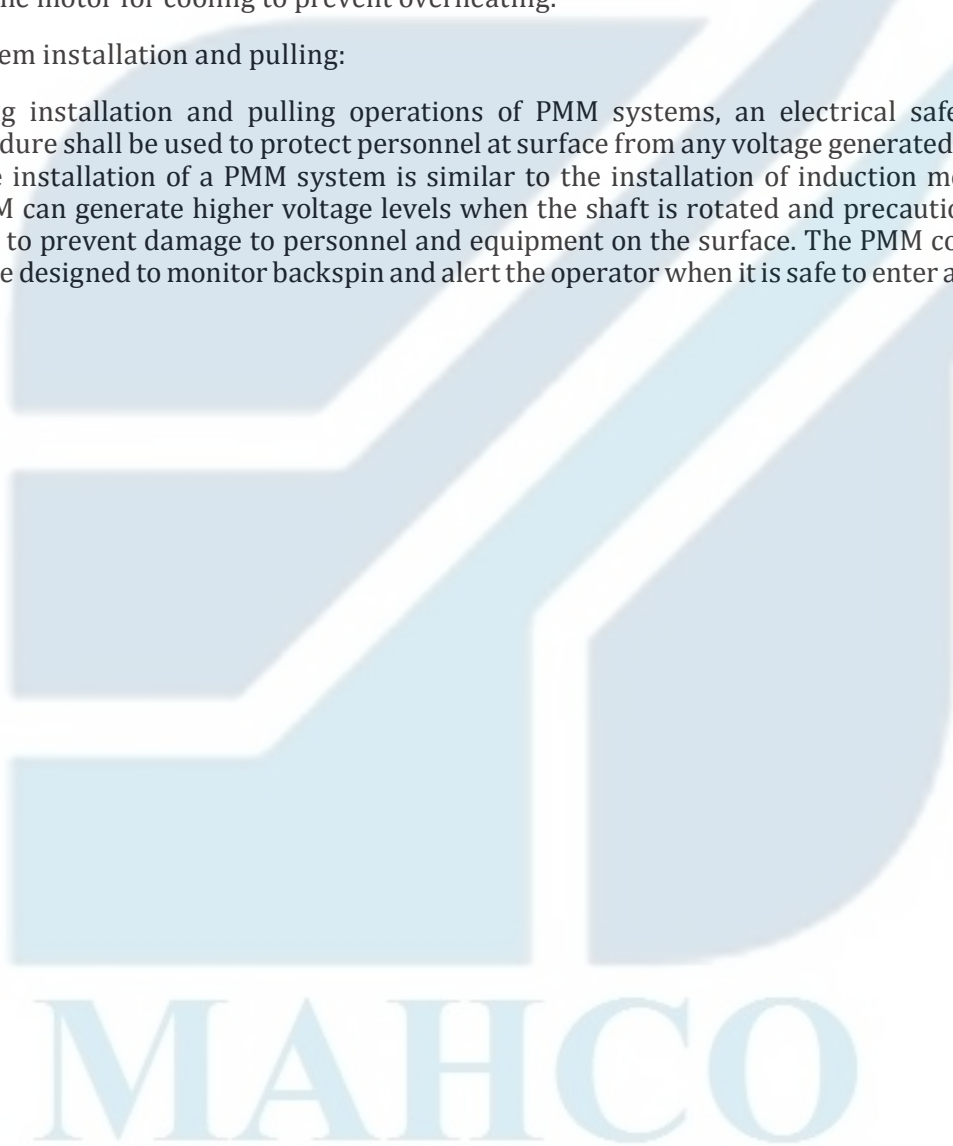 he motor for cooling to prevent overheating.
em installation and pulling:
g installation and pulling operations of PMM systems, an electrical safe
dure shall be used to protect personnel at surface from any voltage generated
e installation of a PMM system is similar to the installation of induction m
M can generate higher voltage levels when the shaft is rotated and precautio
to prevent damage to personnel and equipment on the surface. The PMM co
e designed to monitor backspin and alert the operator when it is safe to enter a
MAHCO